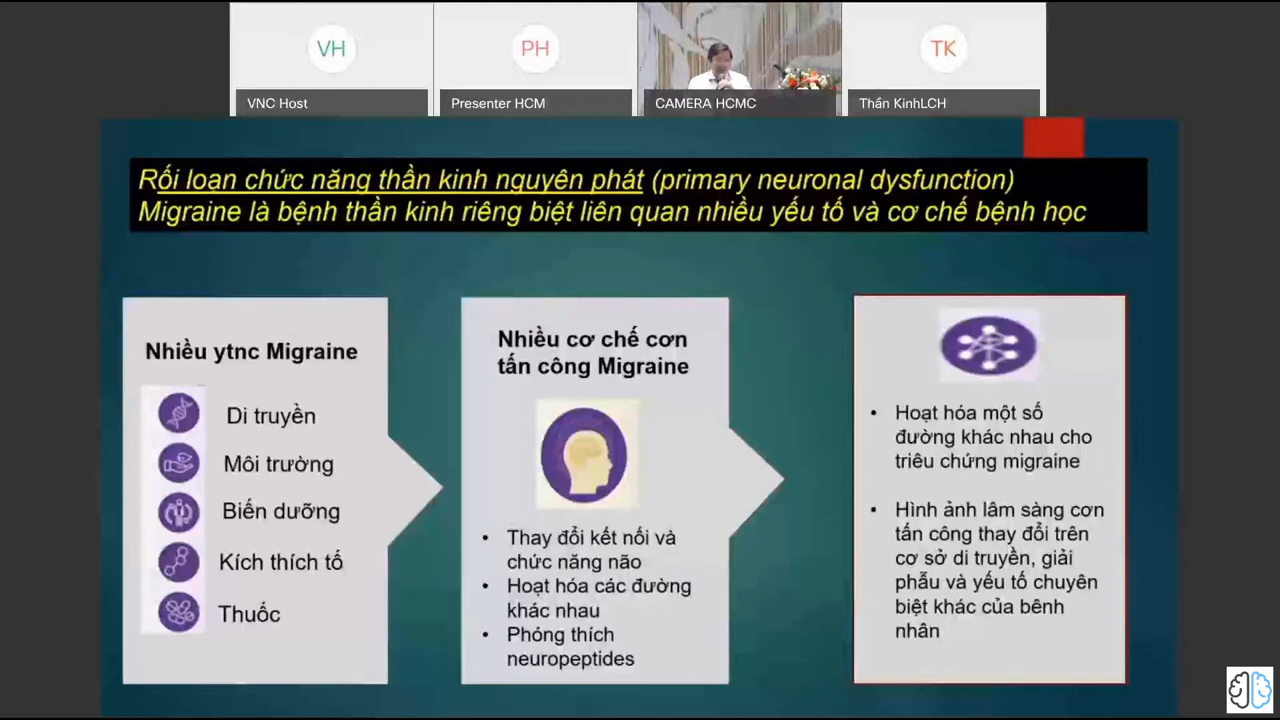 VH
PH
TK
VNC Host
Presenter HCM
CAMERA HCMC
Thần KinhLCH
Rối loạn chức năng thần kinh nguyên phát (primary neuronal dysfunction)
Migraine là bệnh thần kinh riêng biệt liên quan nhiều yếu tố và cơ chế bệnh học
Nhiều ytnc Migraine
Di truyền
Môi trường
Biến dưỡng
Kích thích tố
Thuốc
Nhiều cơ chế cơn
tấn công Migraine
• Thay đổi kết nối và
chức năng não
• Hoạt hóa các đường
khác nhau
• Phóng thích
neuropeptides
• Hoạt hóa một số
đường khác nhau cho
triêu chứng migraine
• Hình ảnh lâm sàng cơn
tấn công thay đổi trên
cơ sở di truyền, giải
phẫu và yếu tố chuyên
biệt khác của bênh
nhân